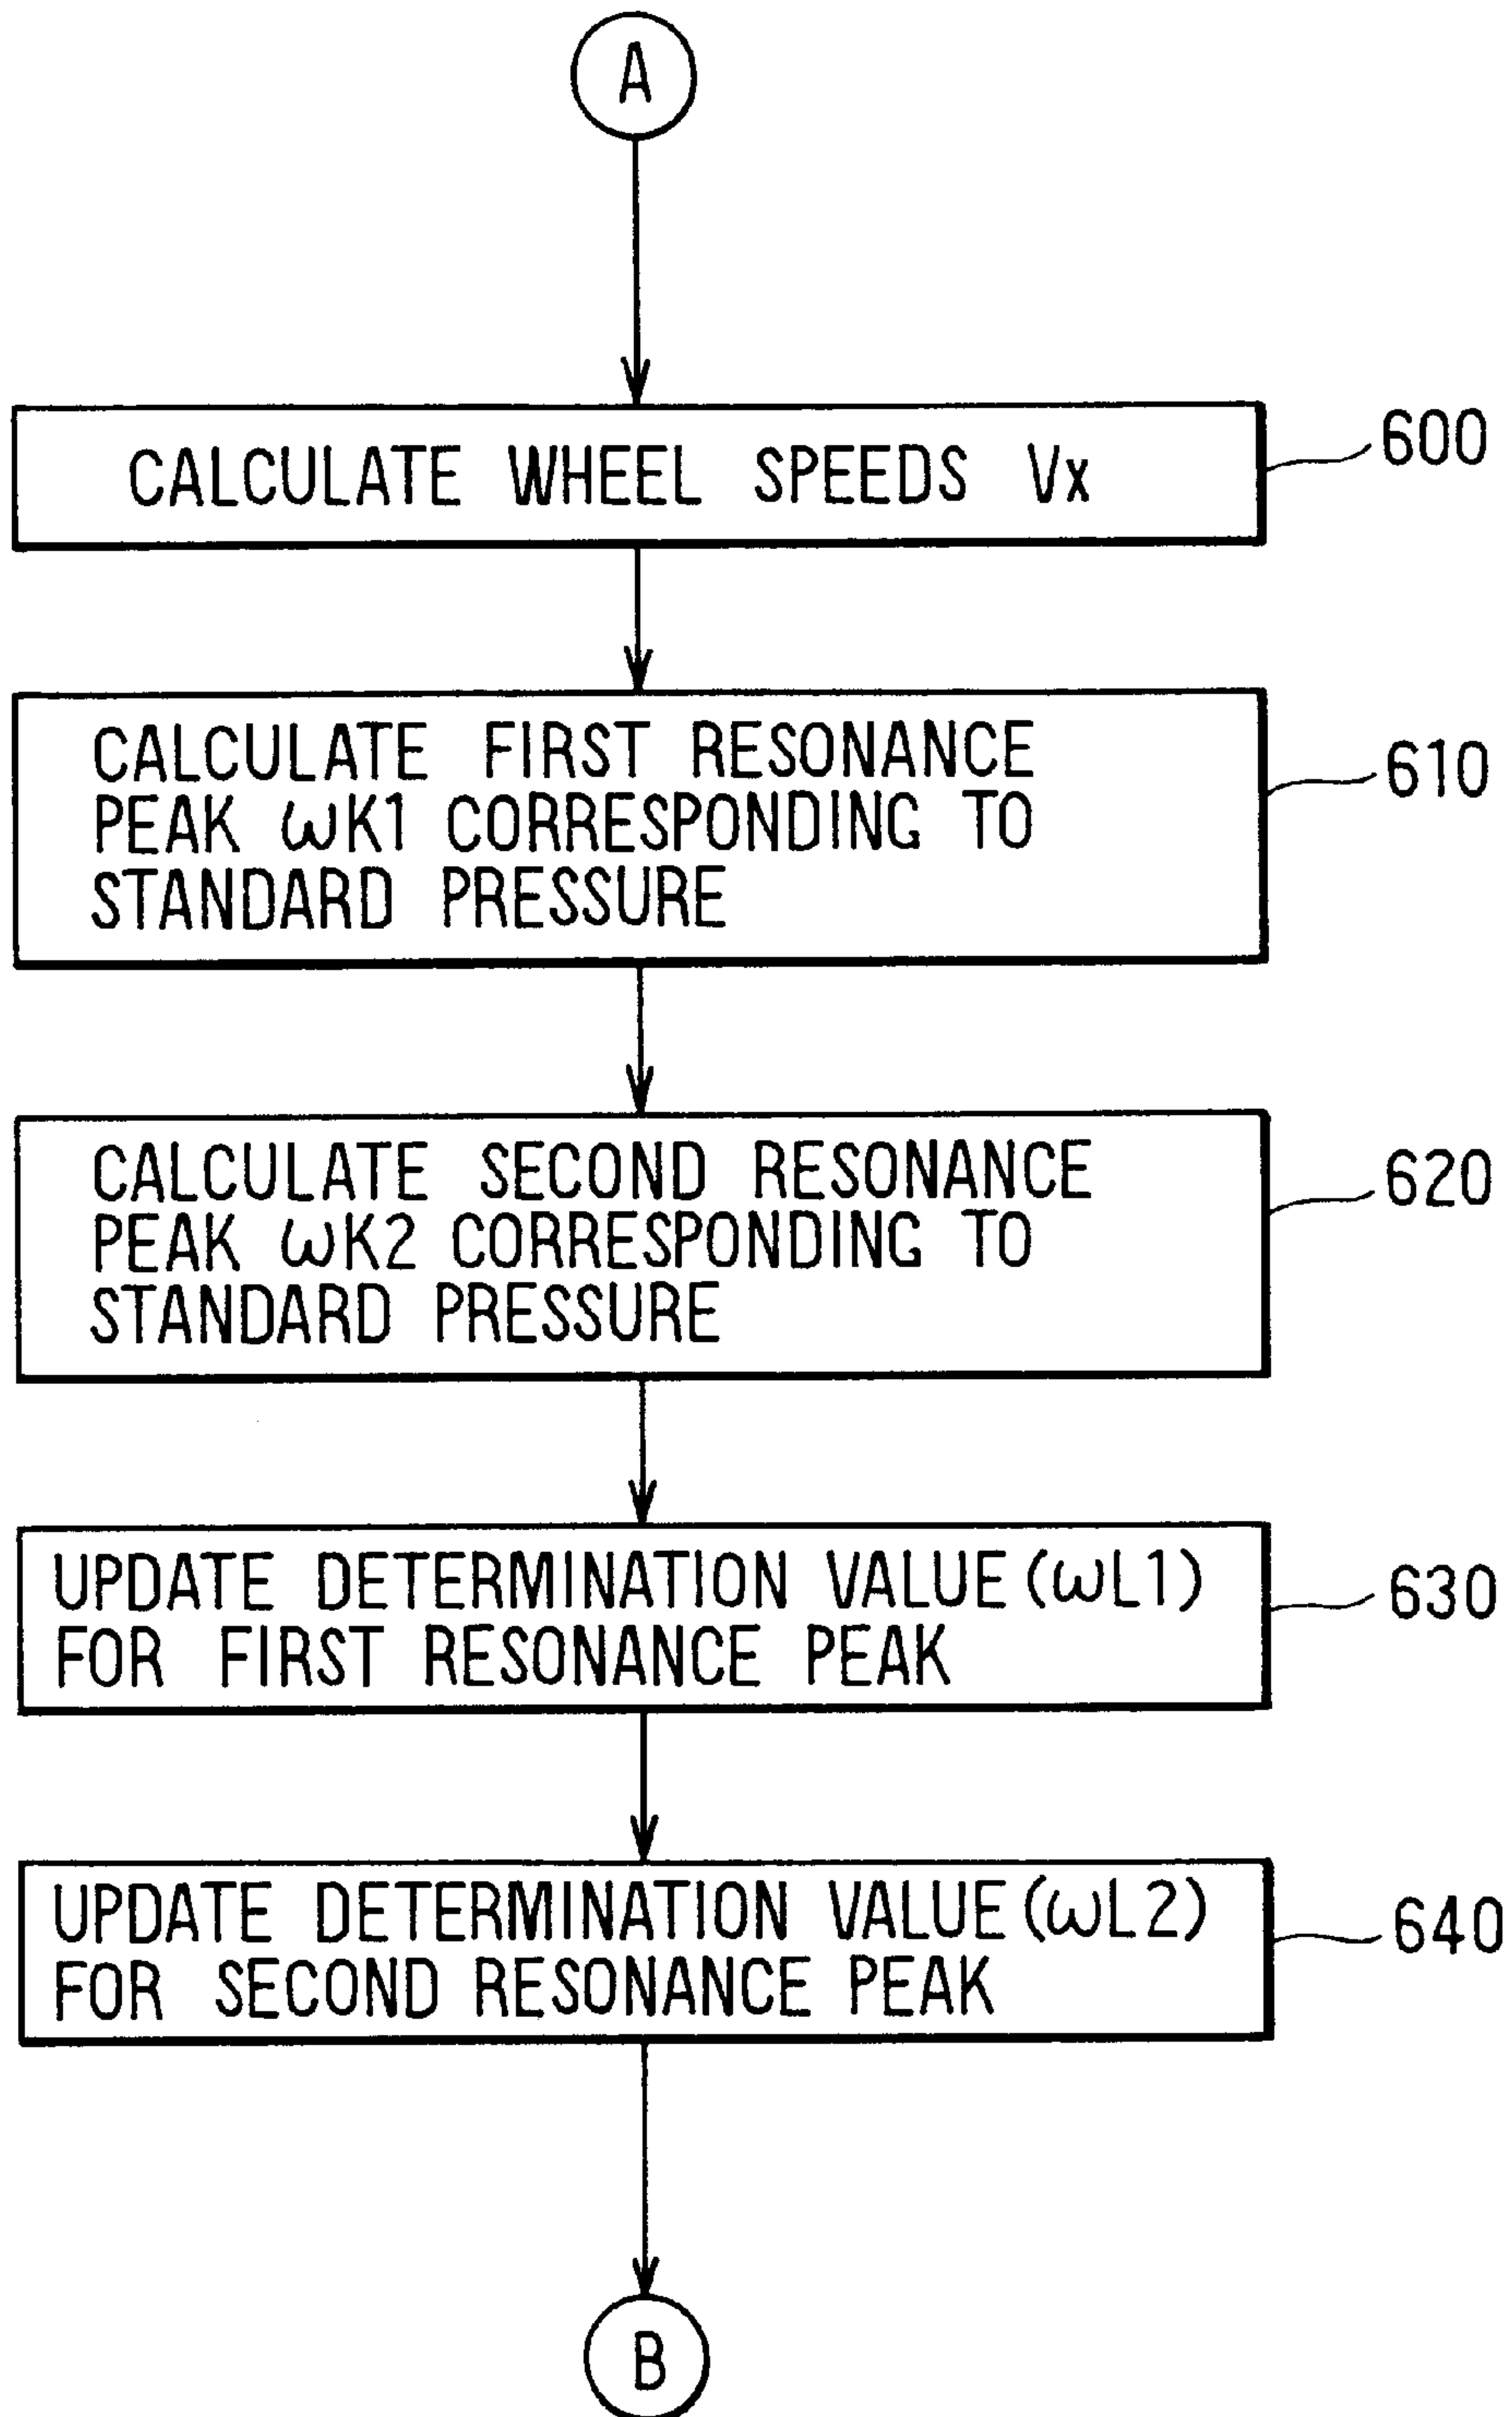 A
CALCULATE WHEEL SPEEDS Vx
600
CALCULATE FIRST RESONANCE
PEAK ωK1 CORRESPONDING TO
STANDARD PRESSURE
610
CALCULATE SECOND RESONANCE
PEAK ωK2 CORRESPONDING TO
STANDARD PRESSURE
620
UPDATE DETERMINATION VALUE (ωL1)
FOR FIRST RESONANCE PEAK
630
UPDATE DETERMINATION VALUE (ωL2)
FOR SECOND RESONANCE PEAK
640
B